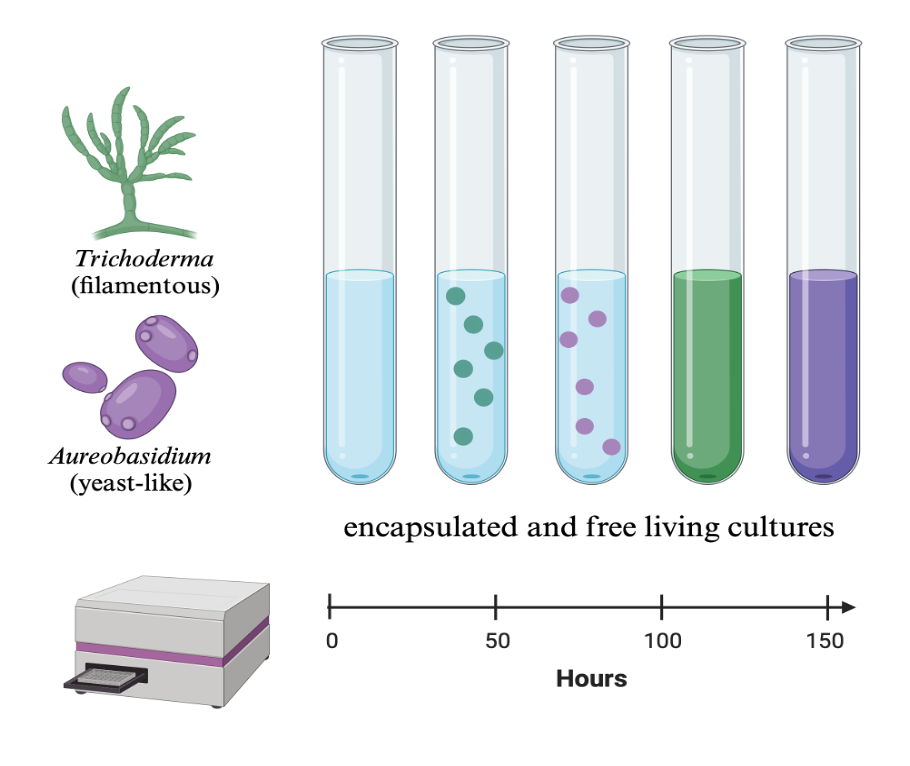 Trichoderma
(filamentous)
Aureobasidium
(yeast-like)
encapsulated and free living cultures
0 50 100 150
Hours